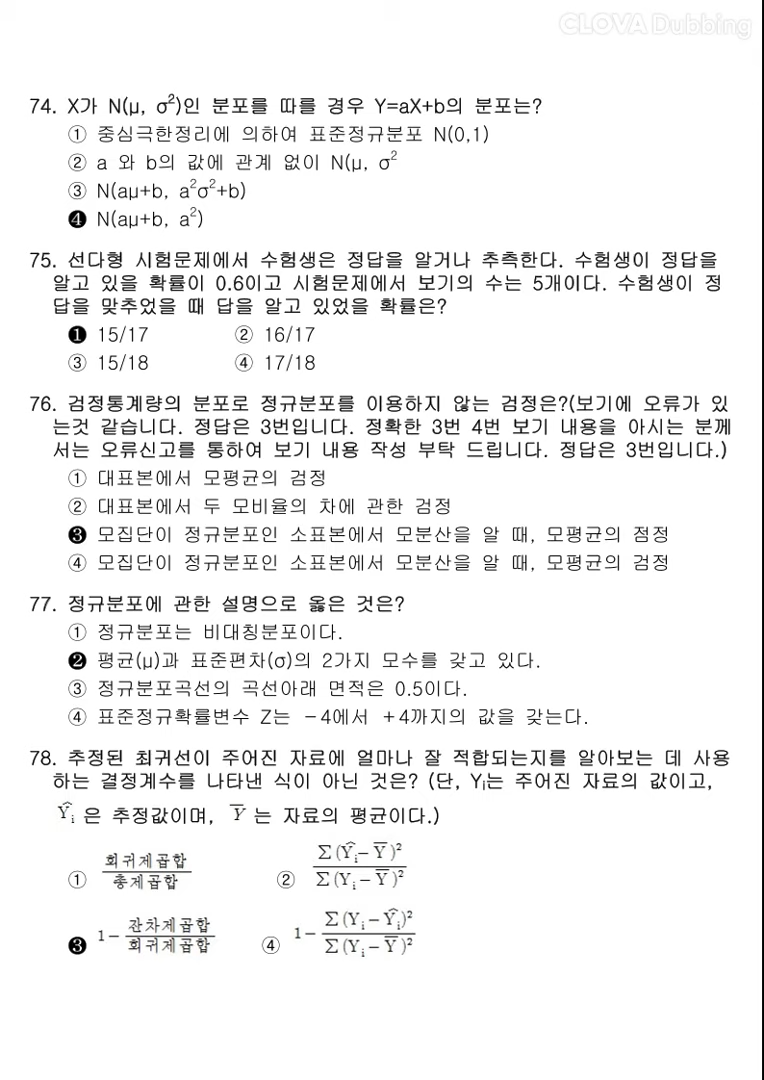 CLOVA Dubbing
74. X가 N(μ, σ²)인 분포를 따를 경우 Y=aX+b의 분포는?
① 중심극한정리에 의하여 표준정규분포 N(0,1)
② a 와 b의 값에 관계 없이 N(μ, σ²
③ N(aμ+b, a²σ²+b)
❹ N(aμ+b, a²)
75. 선다형 시험문제에서 수험생은 정답을 알거나 추측한다. 수험생이 정답을
알고 있을 확률이 0.6이고 시험문제에서 보기의 수는 5개이다. 수험생이 정
답을 맞추었을 때 답을 알고 있었을 확률은?
❶ 15/17 ② 16/17
③ 15/18 ④ 17/18
76. 검정통계량의 분포로 정규분포를 이용하지 않는 검정은?(보기에 오류가 있
는것 같습니다. 정답은 3번입니다. 정확한 3번 4번 보기 내용을 아시는 분께
서는 오류신고를 통하여 보기 내용 작성 부탁 드립니다. 정답은 3번입니다.)
① 대표본에서 모평균의 검정
② 대표본에서 두 모비율의 차에 관한 검정
❸ 모집단이 정규분포인 소표본에서 모분산을 알 때, 모평균의 점정
④ 모집단이 정규분포인 소표본에서 모분산을 알 때, 모평균의 검정
77. 정규분포에 관한 설명으로 옳은 것은?
① 정규분포는 비대칭분포이다.
❷ 평균(μ)과 표준편차(σ)의 2가지 모수를 갖고 있다.
③ 정규분포곡선의 곡선아래 면적은 0.5이다.
④ 표준정규확률변수 Z는 -4에서 +4까지의 값을 갖는다.
78. 추정된 회귀선이 주어진 자료에 얼마나 잘 적합되는지를 알아보는 데 사용
하는 결정계수를 나타낸 식이 아닌 것은? (단, Yᵢ는 주어진 자료의 값이고,
Ŷᵢ 은 추정값이며, Y̅ 는 자료의 평균이다.)
① 회귀제곱합/총제곱합 ② Σ(Ŷᵢ-Y̅)²/Σ(Yᵢ-Y̅)²
❸ 1-잔차제곱합/회귀제곱합 ④ 1-Σ(Yᵢ-Ŷᵢ)²/Σ(Yᵢ-Y̅)²